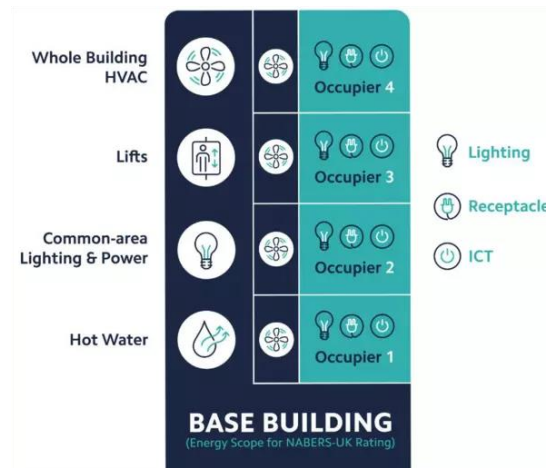 Whole Building
HVAC
Lifts
Common-area
Lighting & Power
Hot Water
Occupier 4
Occupier 3
Occupier 2
Occupier 1
Lighting
Receptacle
ICT
BASE BUILDING
(Energy Scope for NABERS-UK Rating)